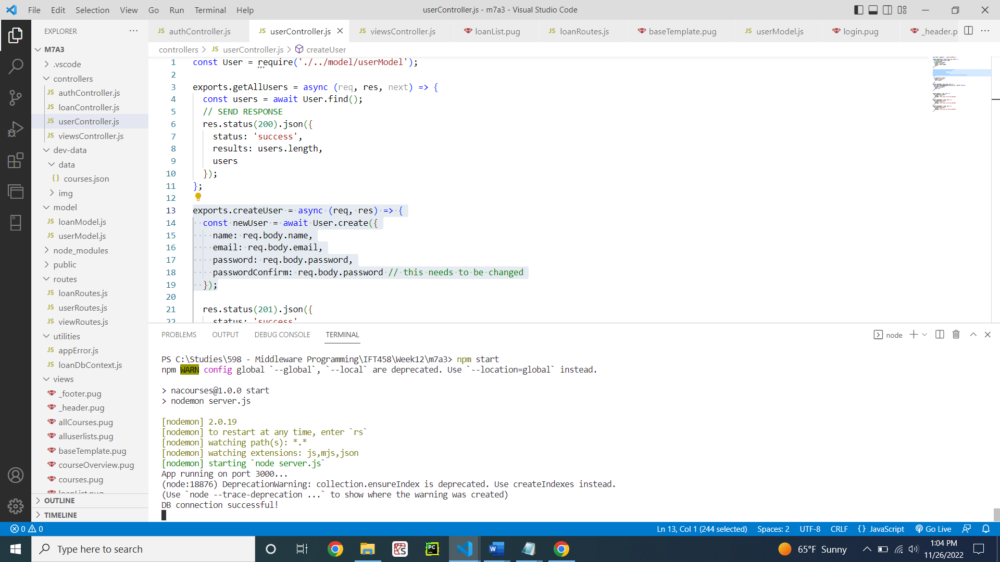 File Edit Selection View Go Run Terminal Help
userController.js - m7a3 - Visual Studio Code
EXPLORER
JS authController.js
JS userController.js
JS viewsController.js
loanList.pug
JS loanRoutes.js
baseTemplate.pug
JS userModel.js
login.pug
_header.p
M7A3
.vscode
controllers
JS authController.js
JS loanController.js
JS userController.js
JS viewsController.js
dev-data
data
{} courses.json
img
model
JS loanModel.js
JS userModel.js
node_modules
public
routes
JS loanRoutes.js
JS userRoutes.js
JS viewRoutes.js
utilities
JS appError.js
JS loanDbContext.js
views
_footer.pug
_header.pug
allCourses.pug
alluserlists.pug
baseTemplate.pug
courseOverview.pug
courses.pug
loanList.pug
OUTLINE
TIMELINE
controllers > JS userController.js > createUser
1 const User = require('./../model/userModel');
2
3 exports.getAllUsers = async (req, res, next) => {
4 const users = await User.find();
5 // SEND RESPONSE
6 res.status(200).json({
7 status: 'success',
8 results: users.length,
9 users
10 });
11 };
12
13 exports.createUser = async (req, res) => {
14 const newUser = await User.create({
15 name: req.body.name,
16 email: req.body.email,
17 password: req.body.password,
18 passwordConfirm: req.body.password // this needs to be changed
19 });
20
21 res.status(201).json({
22 status: 'success'
PROBLEMS OUTPUT DEBUG CONSOLE TERMINAL
node
PS C:\Studies\598 - Middleware Programming\IFT458\Week12\m7a3> npm start
npm WARN config global `--global`, `--local` are deprecated. Use `--location=global` instead.
> nacourses@1.0.0 start
> nodemon server.js
[nodemon] 2.0.19
[nodemon] to restart at any time, enter `rs`
[nodemon] watching path(s): *.*
[nodemon] watching extensions: js,mjs,json
[nodemon] starting `node server.js`
App running on port 3000...
(node:18876) DeprecationWarning: collection.ensureIndex is deprecated. Use createIndexes instead.
(Use `node --trace-deprecation ...` to show where the warning was created)
DB connection successful!
0 0
Ln 13, Col 1 (244 selected) Spaces: 2 UTF-8 CRLF {} JavaScript Go Live
Type here to search
PC
65°F Sunny
1:04 PM
11/26/2022